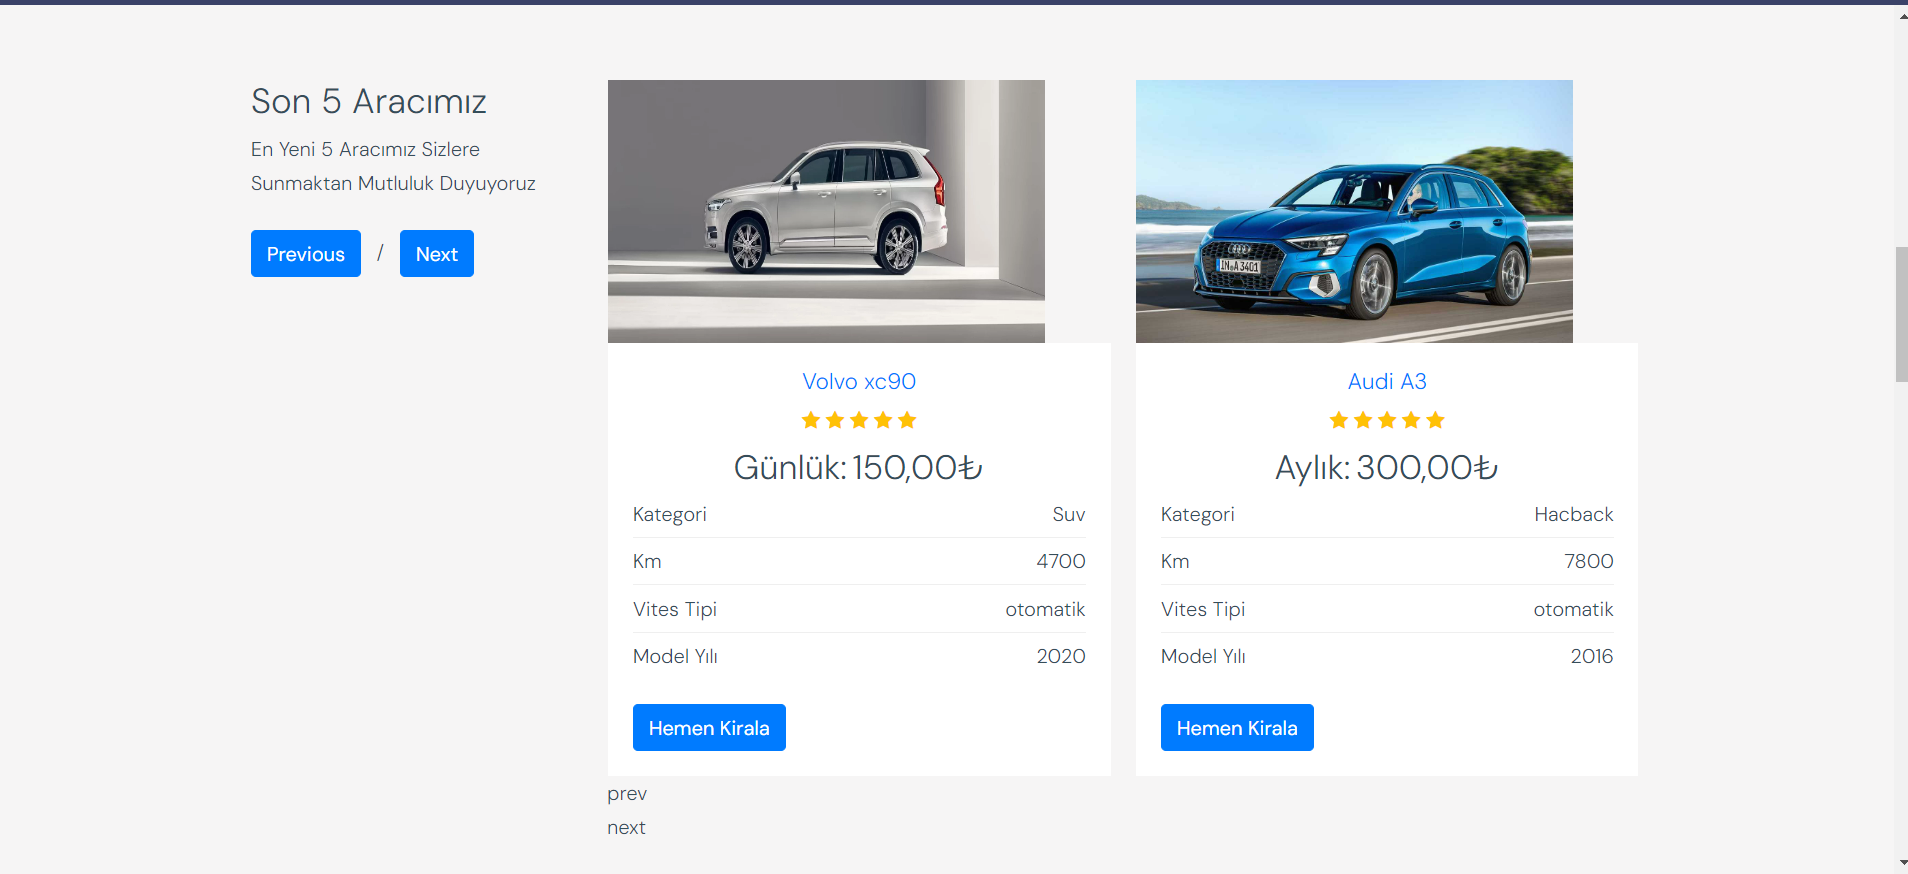 Son 5 Aracımız
En Yeni 5 Aracımız Sizlere
Sunmaktan Mutluluk Duyuyoruz
Previous / Next
IN A 3401
Volvo xc90
Günlük: 150,00₺
Kategori Suv
Km 4700
Vites Tipi otomatik
Model Yılı 2020
Hemen Kirala
Audi A3
Aylık: 300,00₺
Kategori Hacback
Km 7800
Vites Tipi otomatik
Model Yılı 2016
Hemen Kirala
prev
next